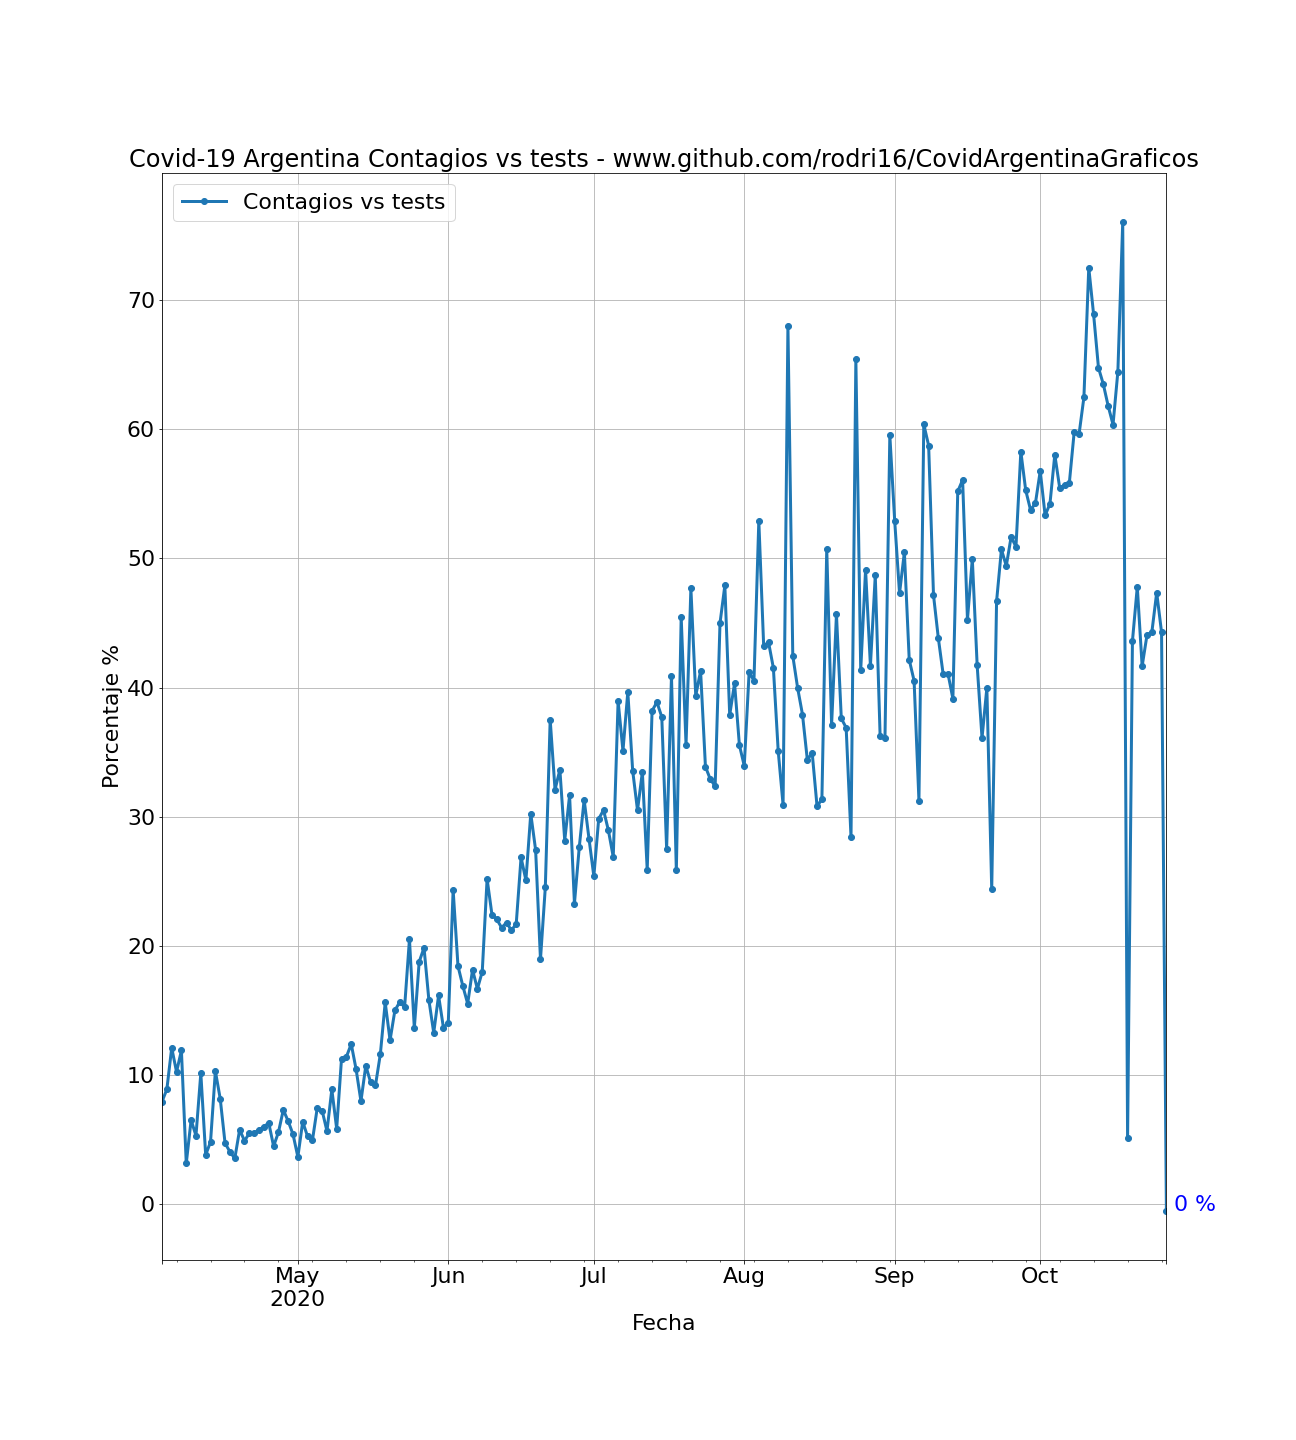 Covid-19 Argentina Contagios vs tests - www.github.com/rodri16/CovidArgentinaGraficos
Contagios vs tests
70
60
50
40
30
20
10
0
Porcentaje %
0 %
May Jun Jul Aug Sep Oct
2020
Fecha